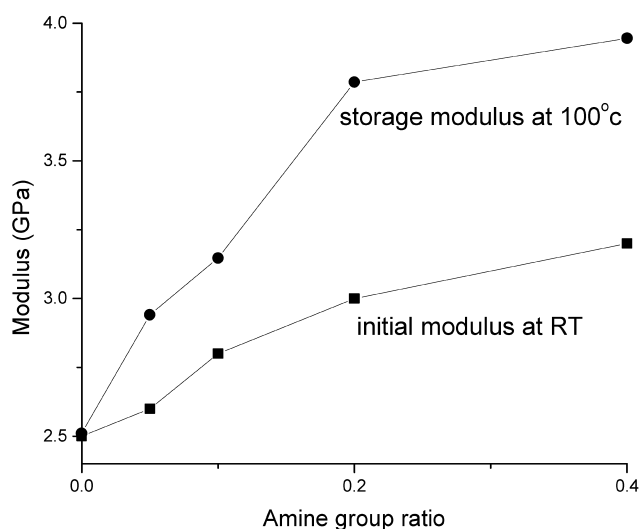 4.0
storage modulus at 100°c
3.5
Modulus (GPa)
3.0
initial modulus at RT
2.5
0.0
0.2
0.4
Amine group ratio